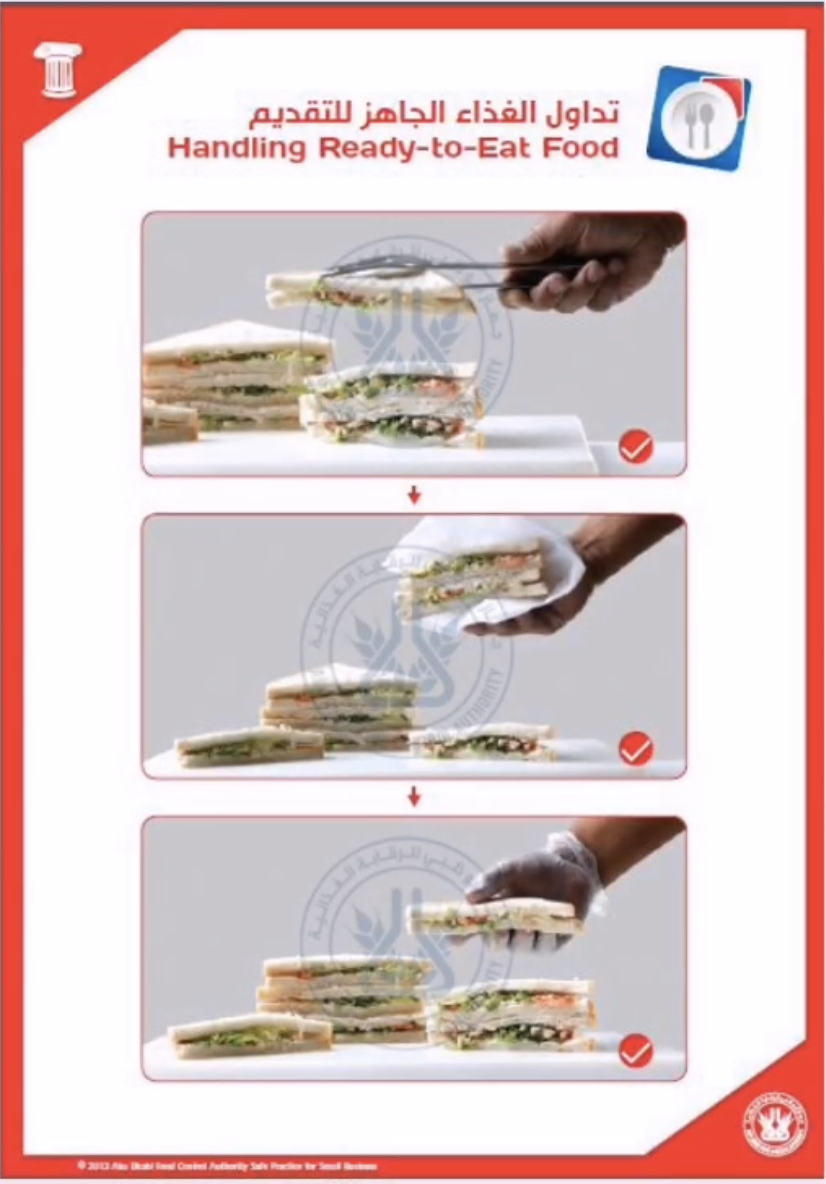 تداول الغذاء الجاهز للتقديم
Handling Ready-to-Eat Food
AUTHORITY
AUTHORITY
© 2013 Abu Dhabi Food Control Authority Safe Practice for Small Business